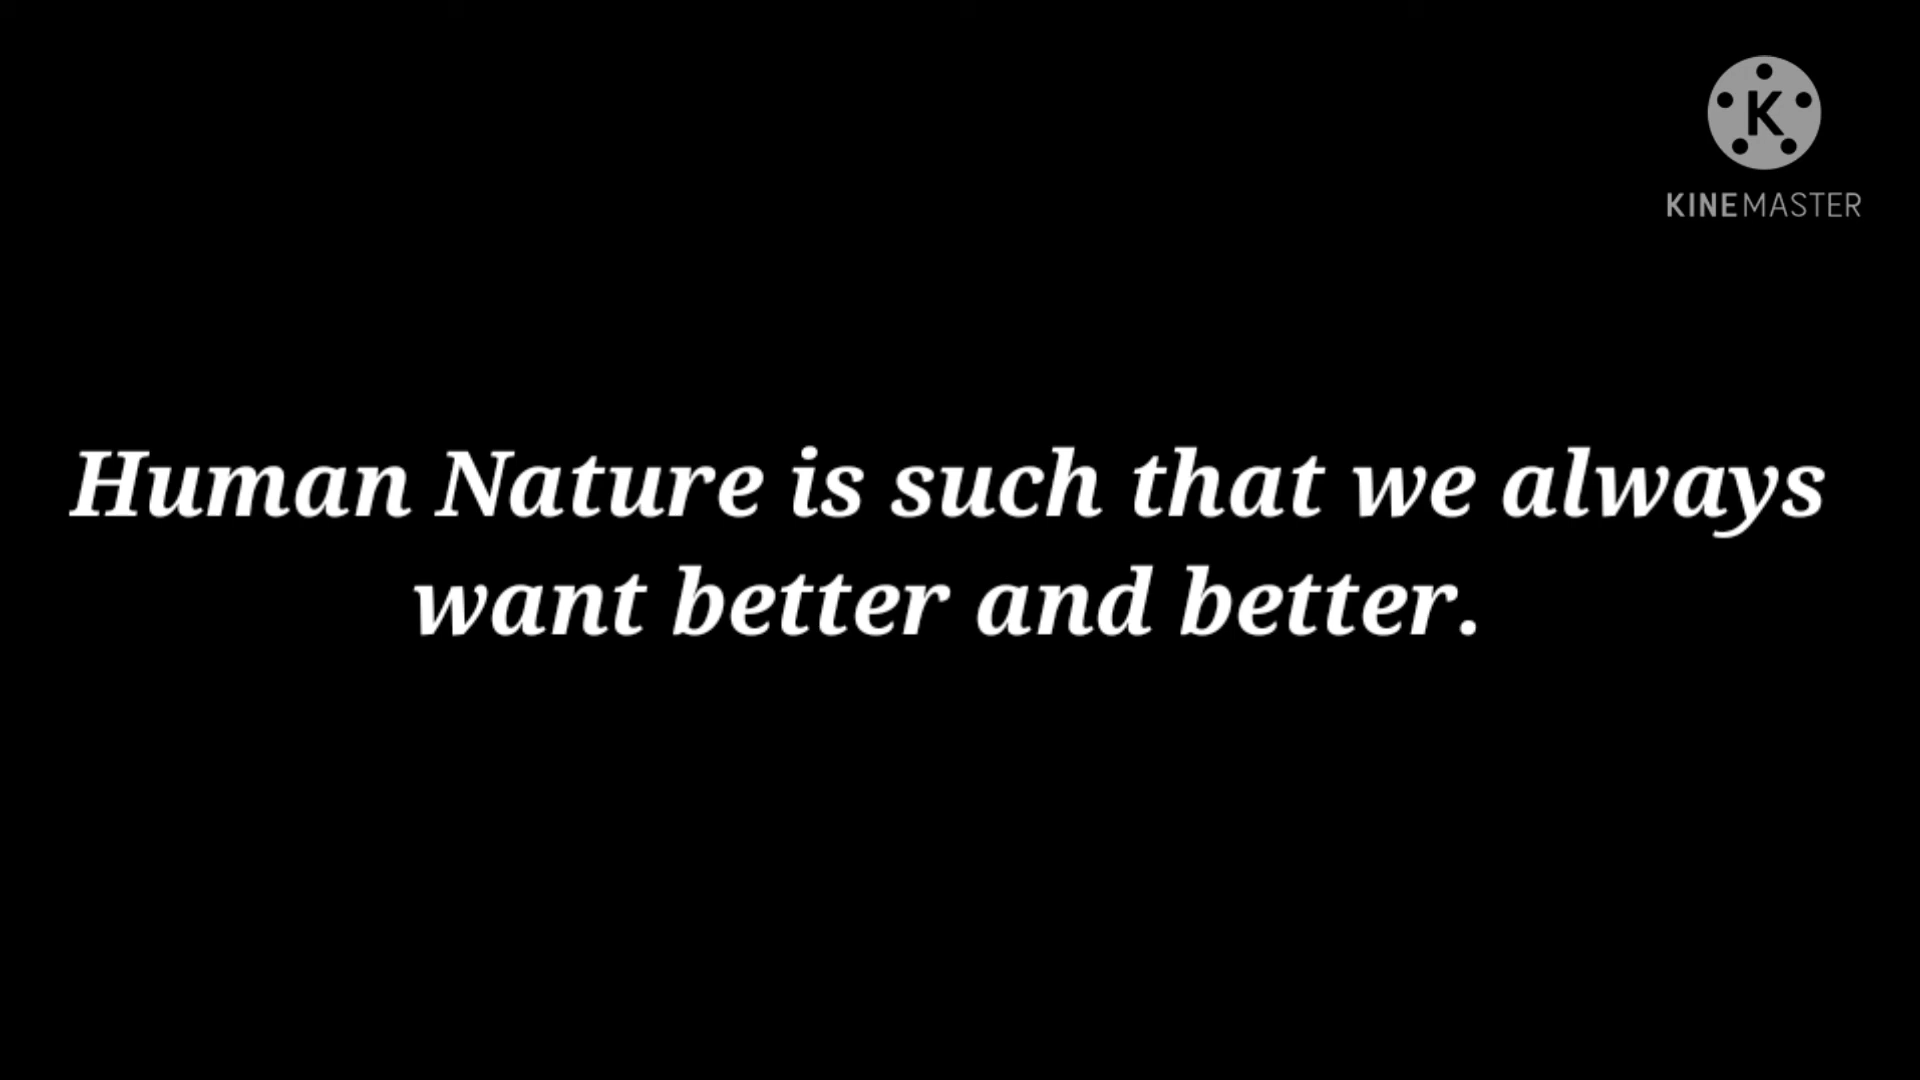 K
KINEMASTER
Human Nature is such that we always
want better and better.